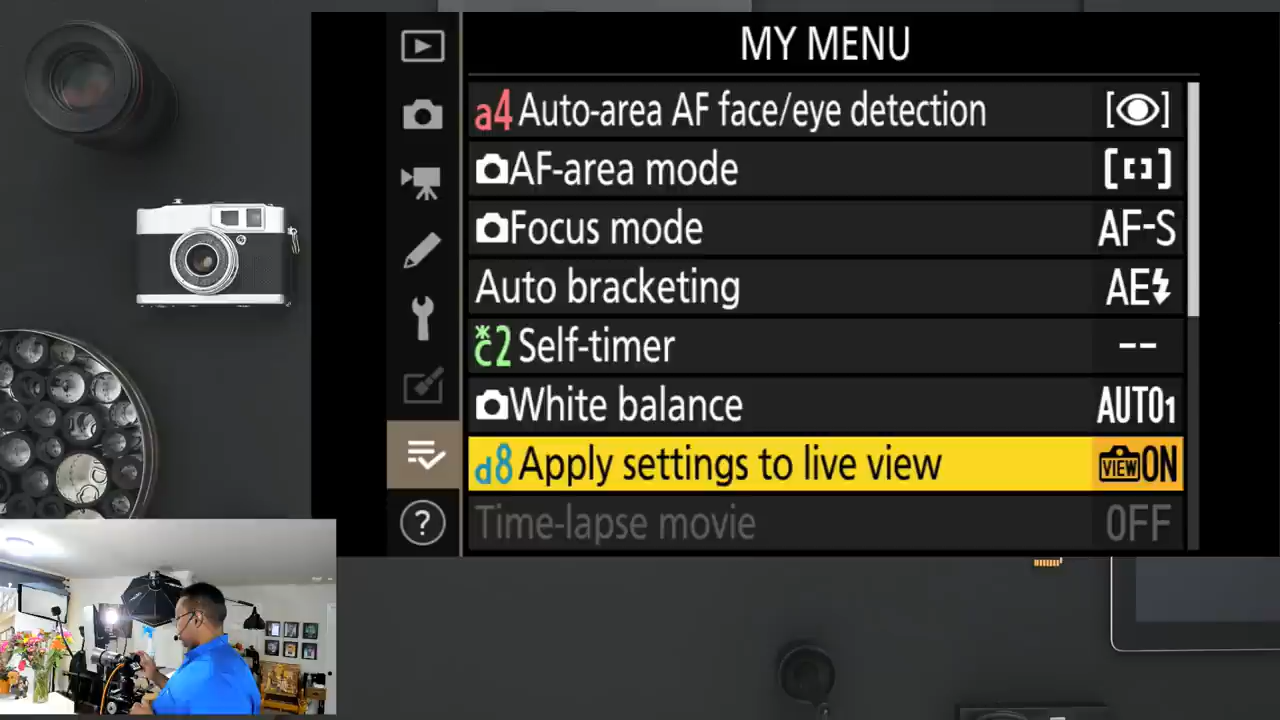 MY MENU
a4 Auto-area AF face/eye detection
AF-area mode
Focus mode AF-S
Auto bracketing AE
c2 Self-timer --
White balance AUTO1
d8 Apply settings to live view VIEW ON
Time-lapse movie OFF
?